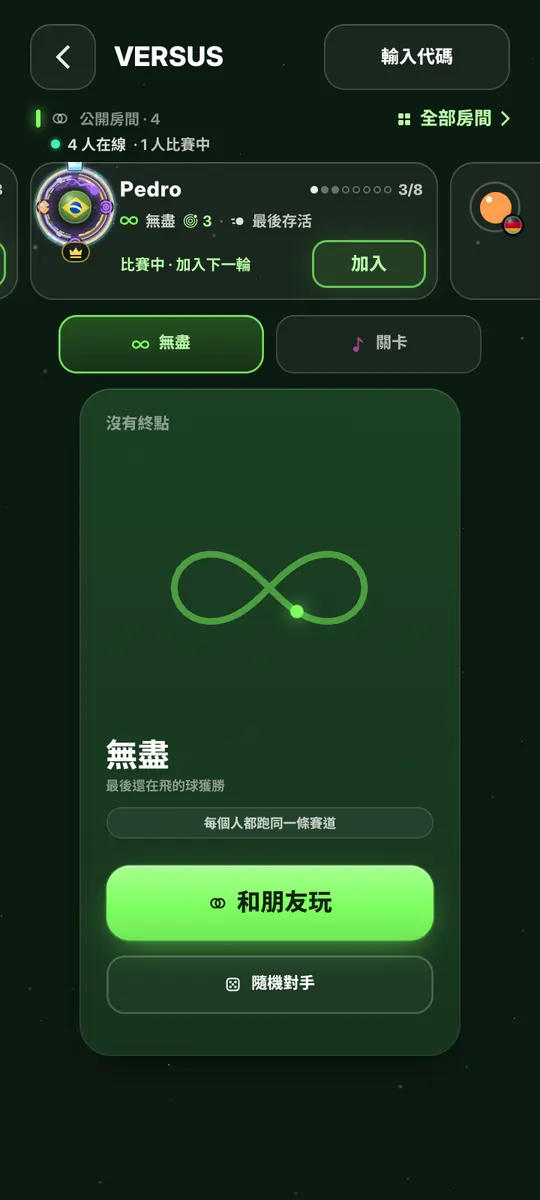 VERSUS
輸入代碼
公開房間 · 4
全部房間
4 人在線 · 1 人比賽中
Pedro
3/8
無盡 3 · 最後存活
比賽中 · 加入下一輪
加入
無盡
關卡
沒有終點
無盡
最後還在飛的球獲勝
每個人都跑同一條賽道
和朋友玩
隨機對手